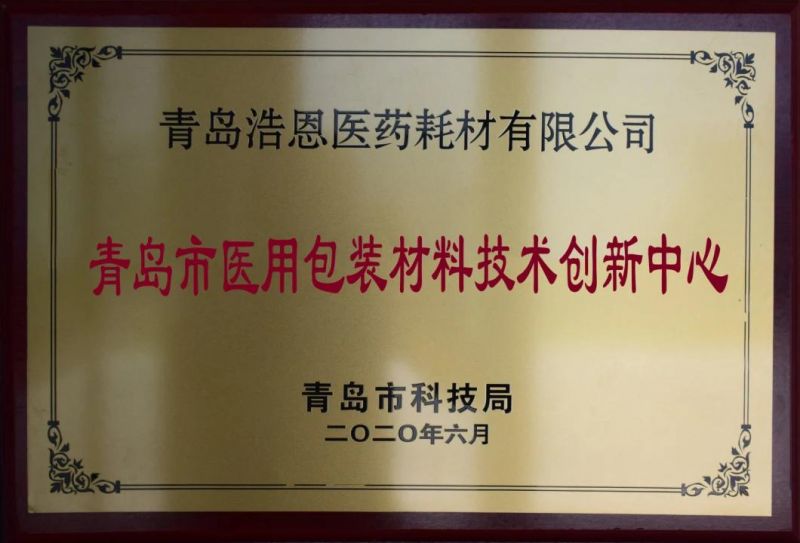 青岛浩恩医药耗材有限公司
青岛市医用包装材料技术创新中心
青岛市科技局
二〇二〇年六月